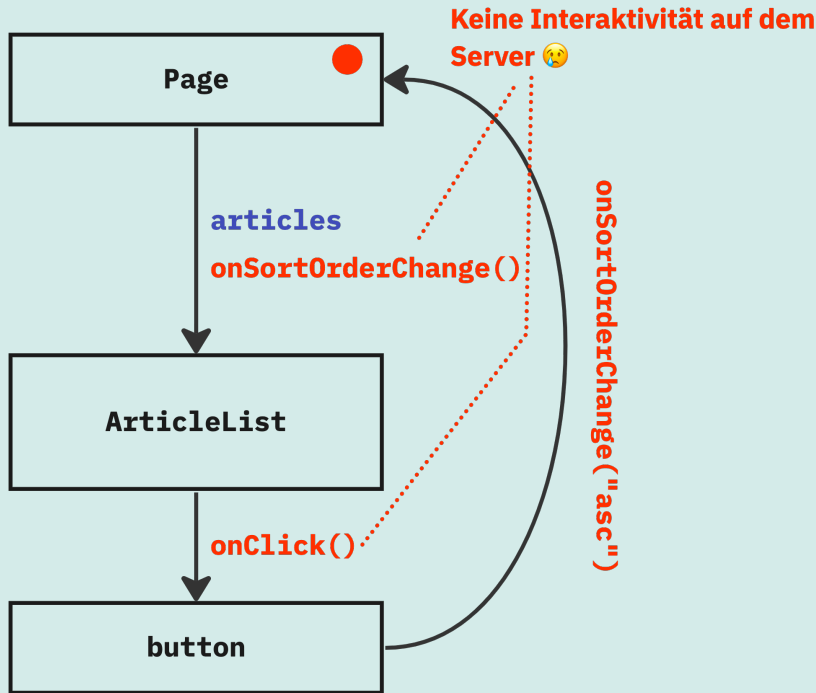 Keine Interaktivität auf dem
Server 😢
Page
articles
onSortOrderChange()
onSortOrderChange("asc")
ArticleList
onClick()
button